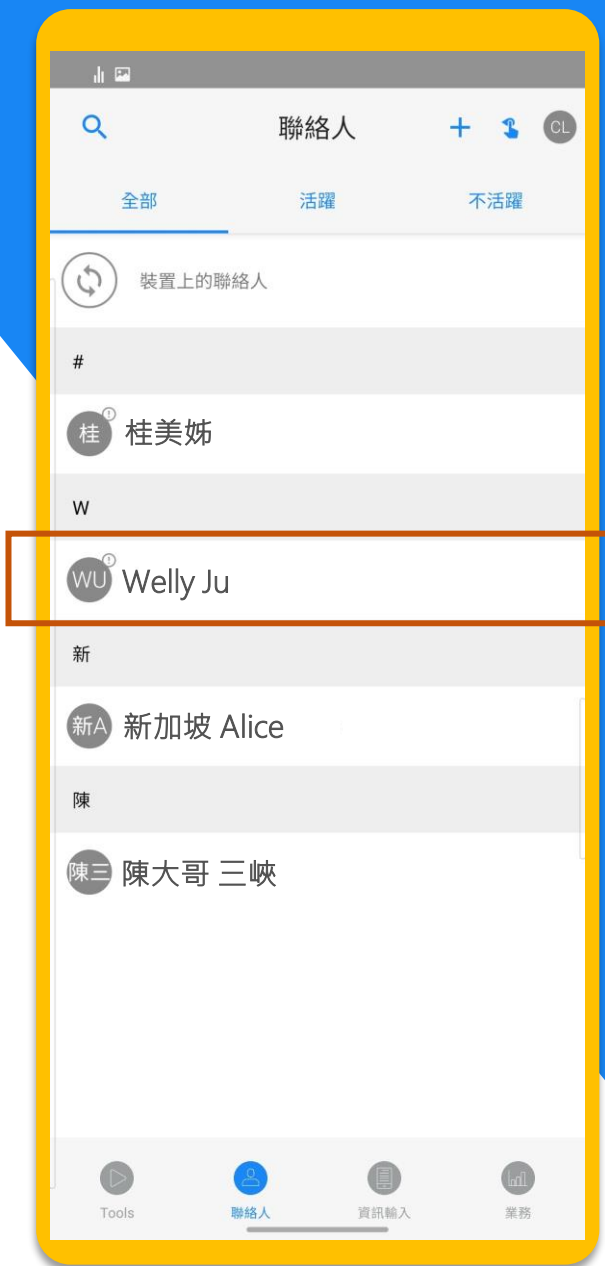 聯絡人
CL
全部 活躍 不活躍
裝置上的聯絡人
#
桂 桂美姊
W
WU Welly Ju
新
新A 新加坡 Alice
陳
陳三 陳大哥 三峽
Tools 聯絡人 資訊輸入 業務